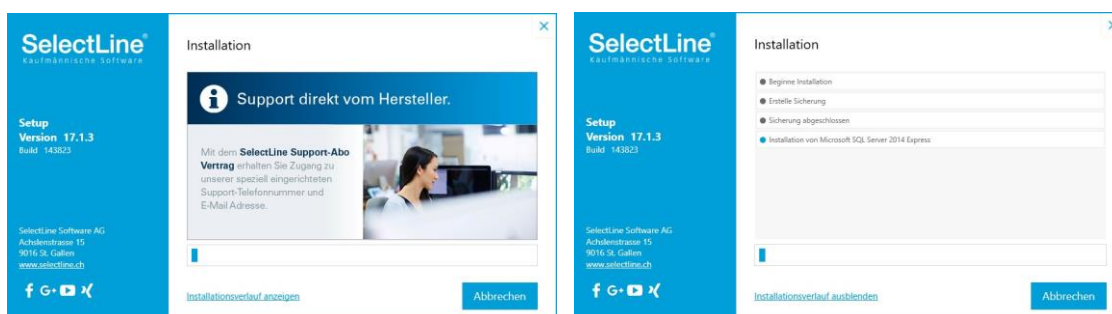 SelectLine®
Kaufmännische Software
Setup
Version 17.1.3
Build 143823
SelectLine Software AG
Achslenstrasse 15
9016 St. Gallen
www.selectline.ch
f G+
Installation
Support direkt vom Hersteller.
Mit dem SelectLine Support-Abo
Vertrag erhalten Sie Zugang zu
unserer speziell eingerichteten
Support-Telefonnummer und
E-Mail Adresse.
Installationsverlauf anzeigen
Abbrechen
SelectLine®
Kaufmännische Software
Setup
Version 17.1.3
Build 143823
SelectLine Software AG
Achslenstrasse 15
9016 St. Gallen
www.selectline.ch
f G+
Installation
Beginne Installation
Erstelle Sicherung
Sicherung abgeschlossen
Installation von Microsoft SQL Server 2014 Express
Installationsverlauf ausblenden
Abbrechen